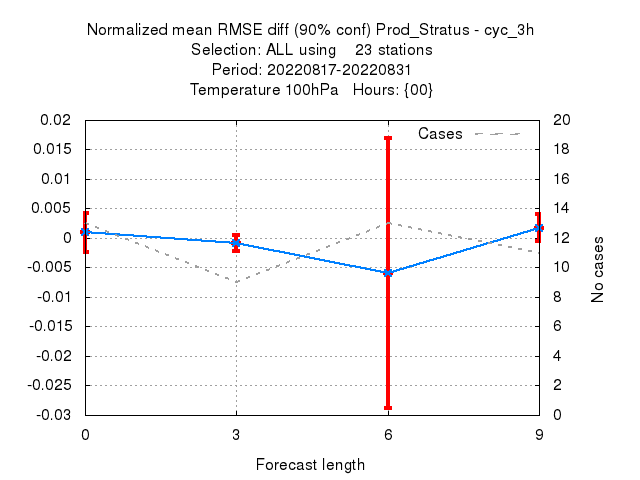 Normalized mean RMSE diff (90% conf) Prod_Stratus - cyc_3h
Selection: ALL using    23 stations
Period: 20220817-20220831
Temperature 100hPa   Hours: {00}
Cases
0.02
0.015
0.01
0.005
0
-0.005
-0.01
-0.015
-0.02
-0.025
-0.03
20
18
16
14
12
10
8
6
4
2
0
No cases
0 3 6 9
Forecast length